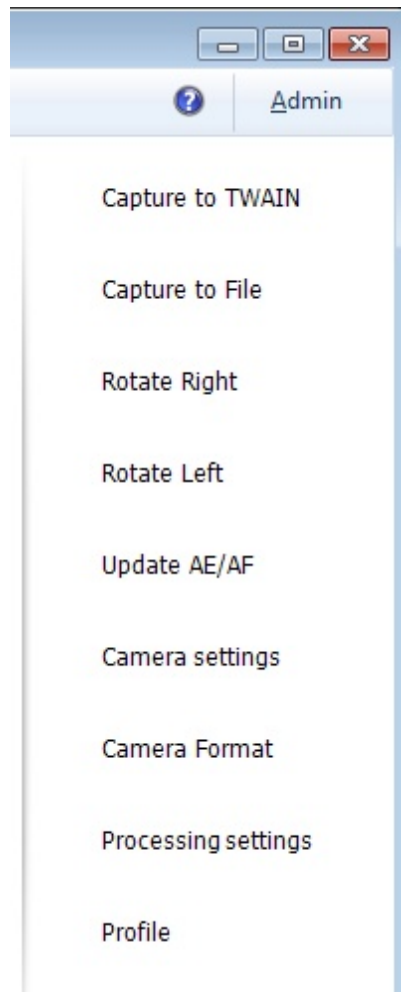 Admin
Capture to TWAIN
Capture to File
Rotate Right
Rotate Left
Update AE/AF
Camera settings
Camera Format
Processing settings
Profile